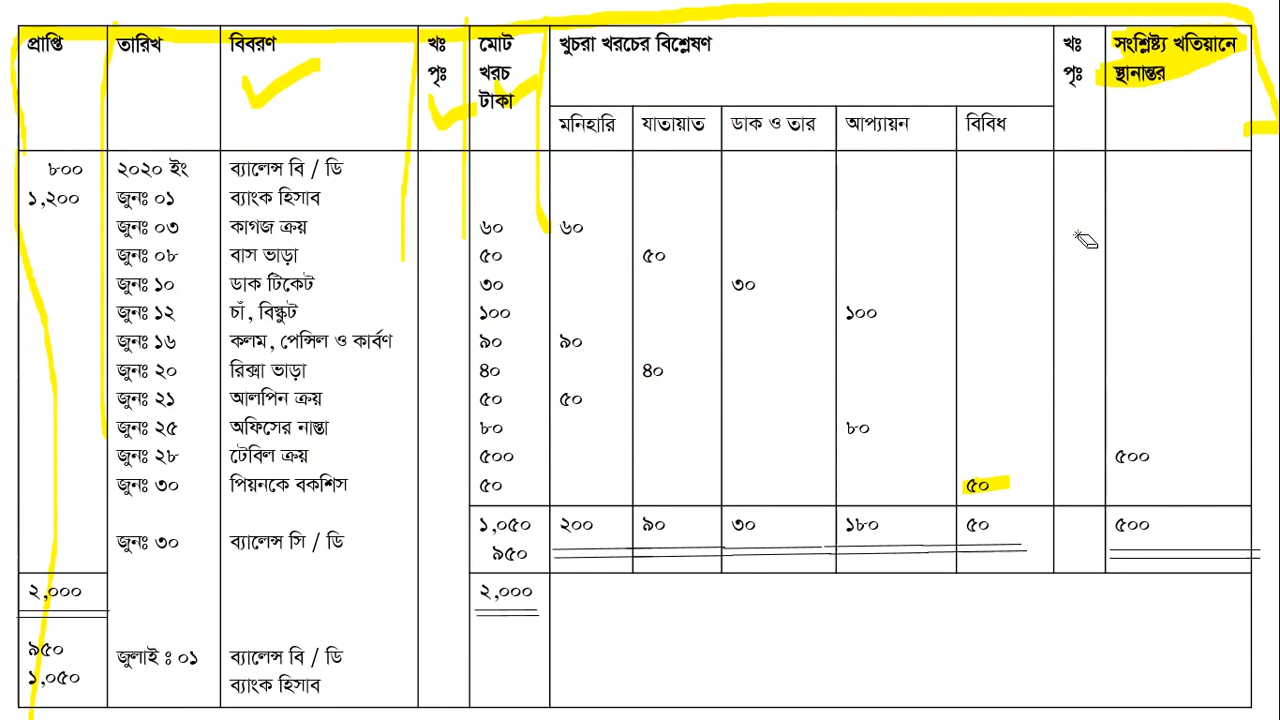 প্রাপ্তি তারিখ বিবরণ খঃ পৃঃ মোট খরচ টাকা খুচরা খরচের বিশ্লেষণ খঃ পৃঃ সংশ্লিষ্ট্য খতিয়ানে স্থানান্তর
মনিহারি যাতায়াত ডাক ও তার আপ্যায়ন বিবিধ
৮০০ ২০২০ ইং ব্যালেন্স বি / ডি
১,২০০ জুনঃ ০১ ব্যাংক হিসাব
জুনঃ ০৩ কাগজ ক্রয় ৬০ ৬০
জুনঃ ০৮ বাস ভাড়া ৫০ ৫০
জুনঃ ১০ ডাক টিকেট ৩০ ৩০
জুনঃ ১২ চাঁ, বিস্কুট ১০০ ১০০
জুনঃ ১৬ কলম, পেন্সিল ও কার্বণ ৯০ ৯০
জুনঃ ২০ রিক্সা ভাড়া ৪০ ৪০
জুনঃ ২১ আলপিন ক্রয় ৫০ ৫০
জুনঃ ২৫ অফিসের নাস্তা ৮০ ৮০
জুনঃ ২৮ টেবিল ক্রয় ৫০০ ৫০০
জুনঃ ৩০ পিয়নকে বকশিস ৫০ ৫০
১,০৫০ ২০০ ৯০ ৩০ ১৮০ ৫০ ৫০০
জুনঃ ৩০ ব্যালেন্স সি / ডি ৯৫০
২,০০০ ২,০০০
৯৫০ জুলাই ঃ ০১ ব্যালেন্স বি / ডি
১,০৫০ ব্যাংক হিসাব